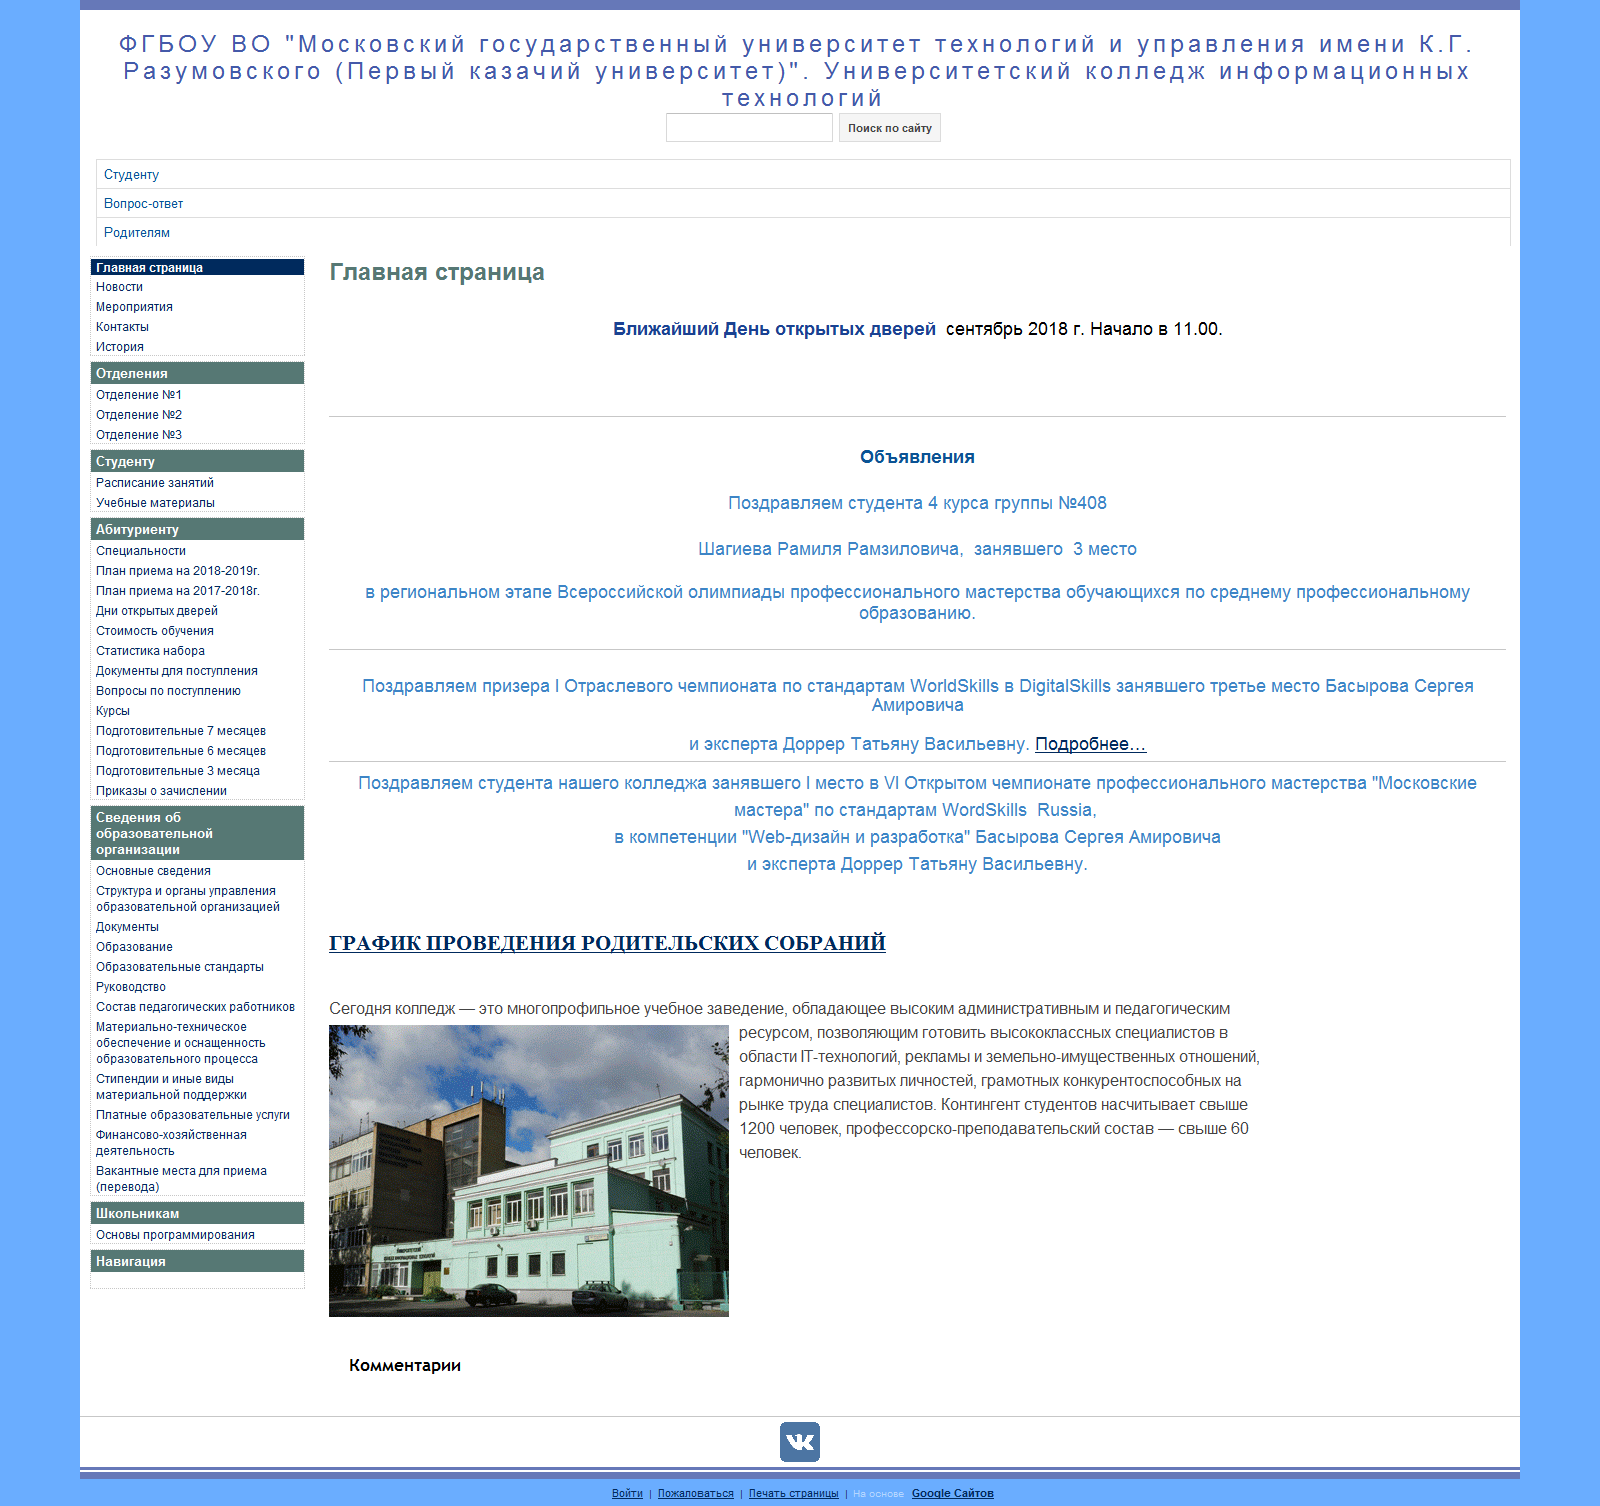 ФГБОУ ВО "Московский государственный университет технологий и управления имени К.Г.
Разумовского (Первый казачий университет)". Университетский колледж информационных
технологий
Поиск по сайту
Студенту
Вопрос-ответ
Родителям
Главная страница
Новости
Мероприятия
Контакты
История
Отделения
Отделение №1
Отделение №2
Отделение №3
Студенту
Расписание занятий
Учебные материалы
Абитуриенту
Специальности
План приема на 2018-2019г.
План приема на 2017-2018г.
Дни открытых дверей
Стоимость обучения
Статистика набора
Документы для поступления
Вопросы по поступлению
Курсы
Подготовительные 7 месяцев
Подготовительные 6 месяцев
Подготовительные 3 месяца
Приказы о зачислении
Сведения об
образовательной
организации
Основные сведения
Структура и органы управления
образовательной организацией
Документы
Образование
Образовательные стандарты
Руководство
Состав педагогических работников
Материально-техническое
обеспечение и оснащенность
образовательного процесса
Стипендии и иные виды
материальной поддержки
Платные образовательные услуги
Финансово-хозяйственная
деятельность
Вакантные места для приема
(перевода)
Школьникам
Основы программирования
Навигация
Главная страница
Ближайший День открытых дверей  сентябрь 2018 г. Начало в 11.00.
Объявления
Поздравляем студента 4 курса группы №408
Шагиева Рамиля Рамзиловича,  занявшего  3 место
в региональном этапе Всероссийской олимпиады профессионального мастерства обучающихся по среднему профессиональному
образованию.
Поздравляем призера I Отраслевого чемпионата по стандартам WorldSkills в DigitalSkills занявшего третье место Басырова Сергея
Амировича
и эксперта Доррер Татьяну Васильевну. Подробнее...
Поздравляем студента нашего колледжа занявшего I место в VI Открытом чемпионате профессионального мастерства "Московские
мастера" по стандартам WordSkills  Russia,
в компетенции "Web-дизайн и разработка" Басырова Сергея Амировича
и эксперта Доррер Татьяну Васильевну.
ГРАФИК ПРОВЕДЕНИЯ РОДИТЕЛЬСКИХ СОБРАНИЙ
Сегодня колледж — это многопрофильное учебное заведение, обладающее высоким административным и педагогическим
ресурсом, позволяющим готовить высококлассных специалистов в
области IT-технологий, рекламы и земельно-имущественных отношений,
гармонично развитых личностей, грамотных конкурентоспособных на
рынке труда специалистов. Контингент студентов насчитывает свыше
1200 человек, профессорско-преподавательский состав — свыше 60
человек.
Комментарии
Войти | Пожаловаться | Печать страницы | На основе Google Сайтов